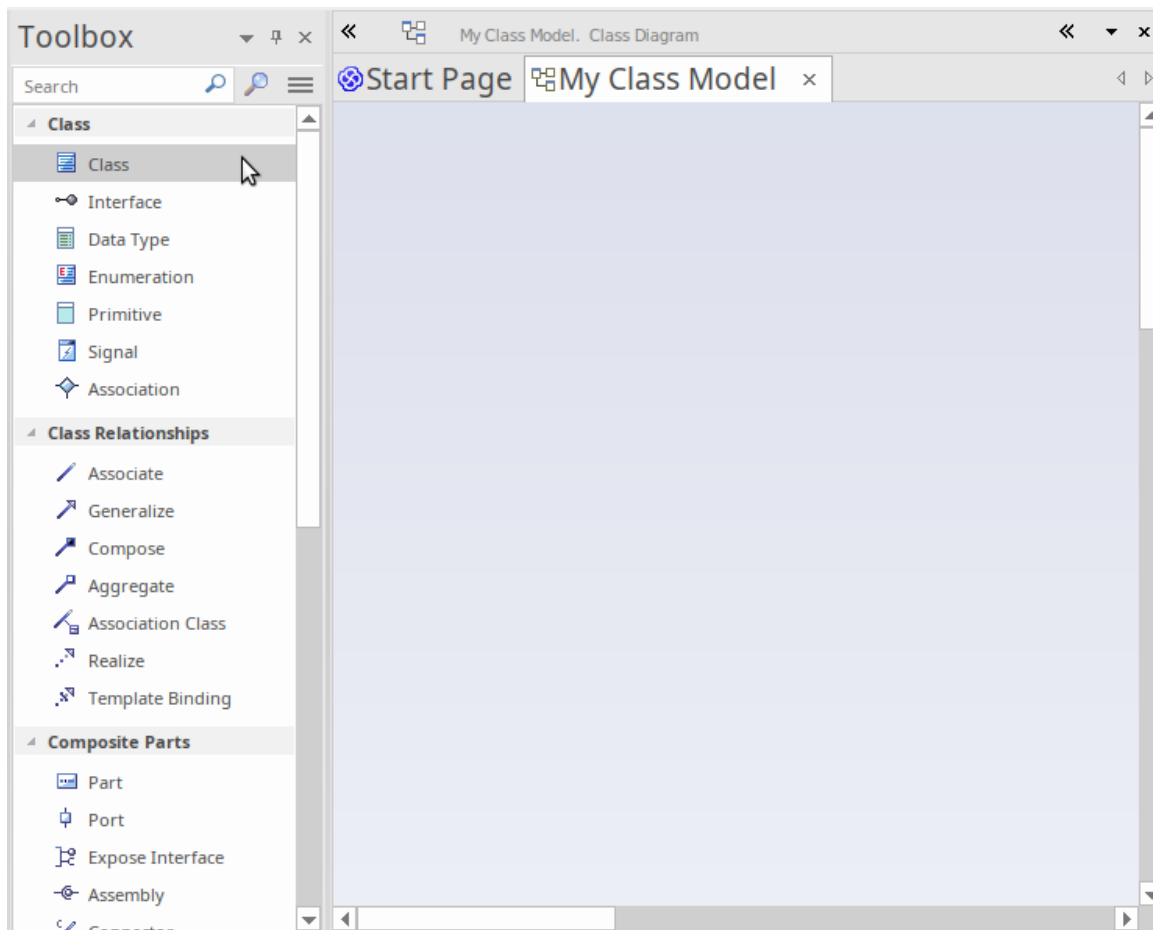 Toolbox
Search
Class
Class
Interface
Data Type
Enumeration
Primitive
Signal
Association
Class Relationships
Associate
Generalize
Compose
Aggregate
Association Class
Realize
Template Binding
Composite Parts
Part
Port
Expose Interface
Assembly
My Class Model. Class Diagram
Start Page
My Class Model